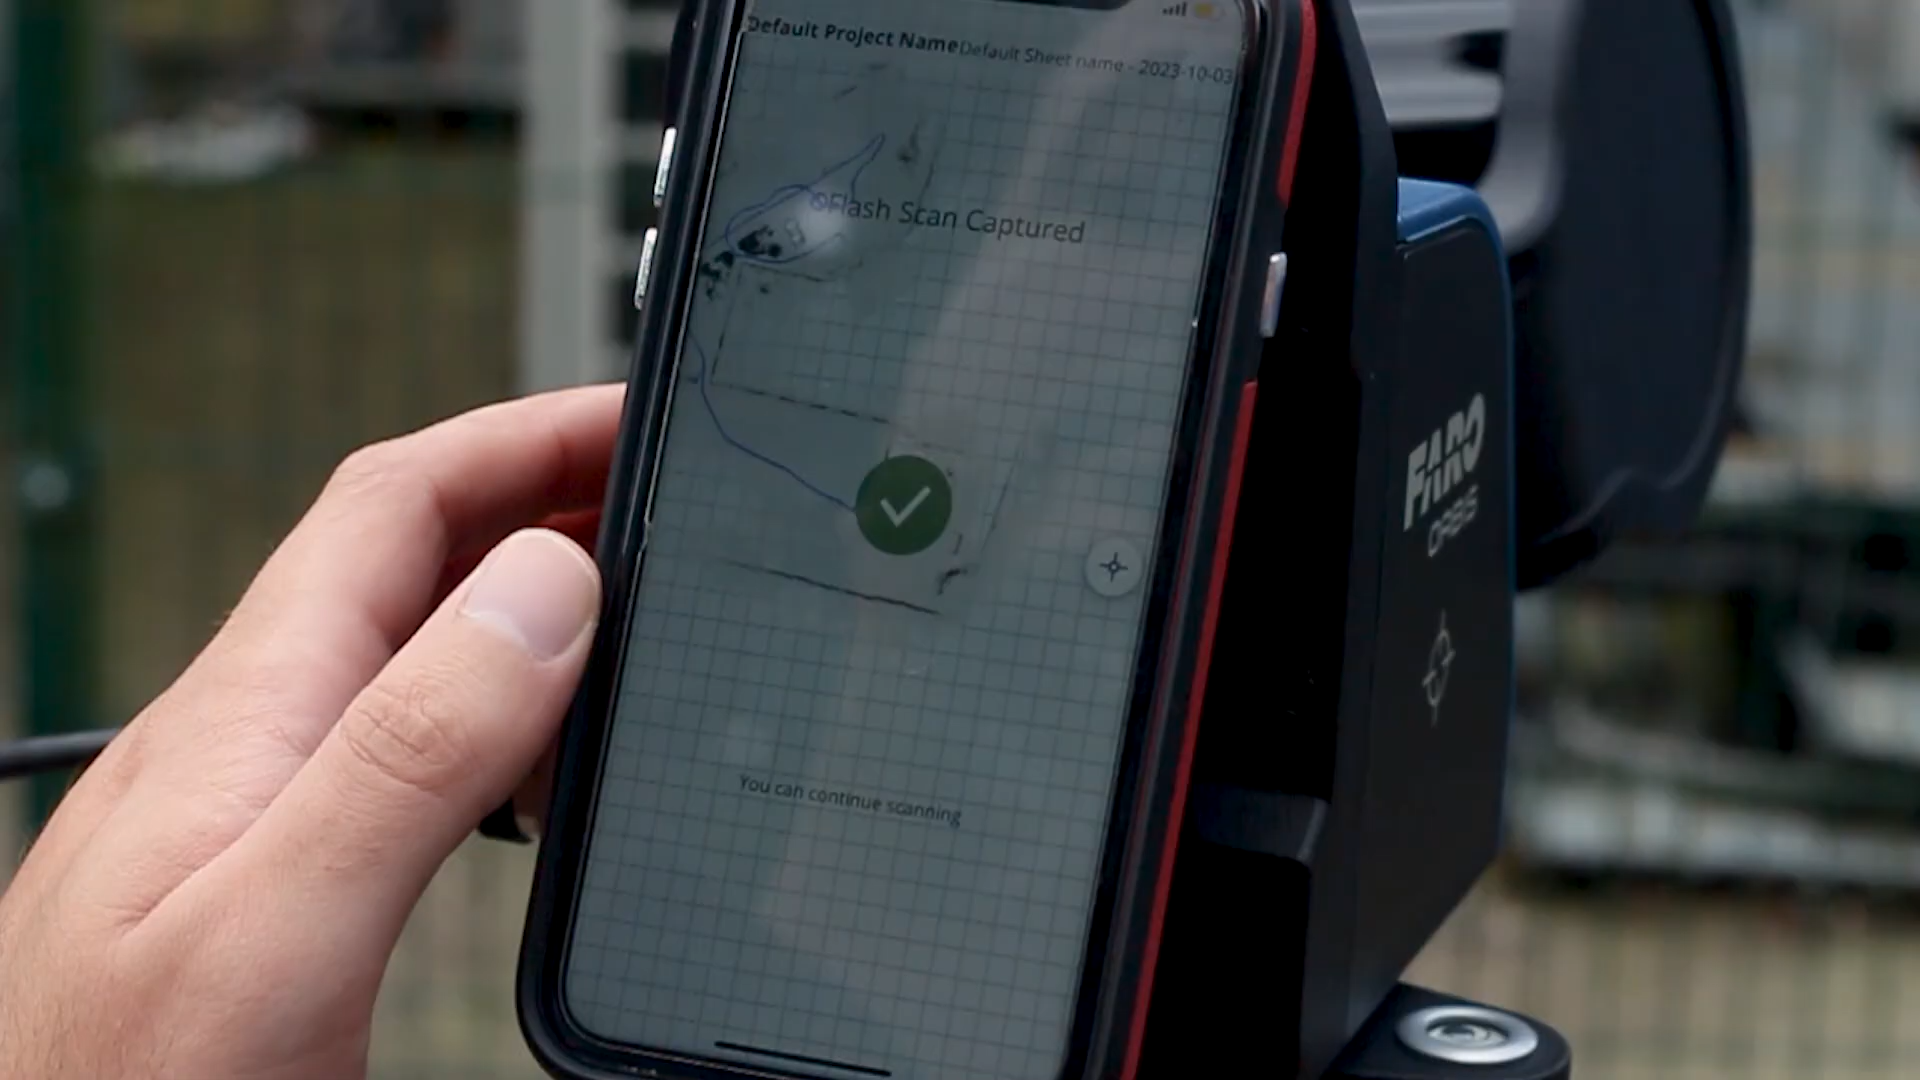 Default Project Name
Default Sheet name - 2023-10-03
Flash Scan Captured
You can continue scanning
FARO
ORBIS